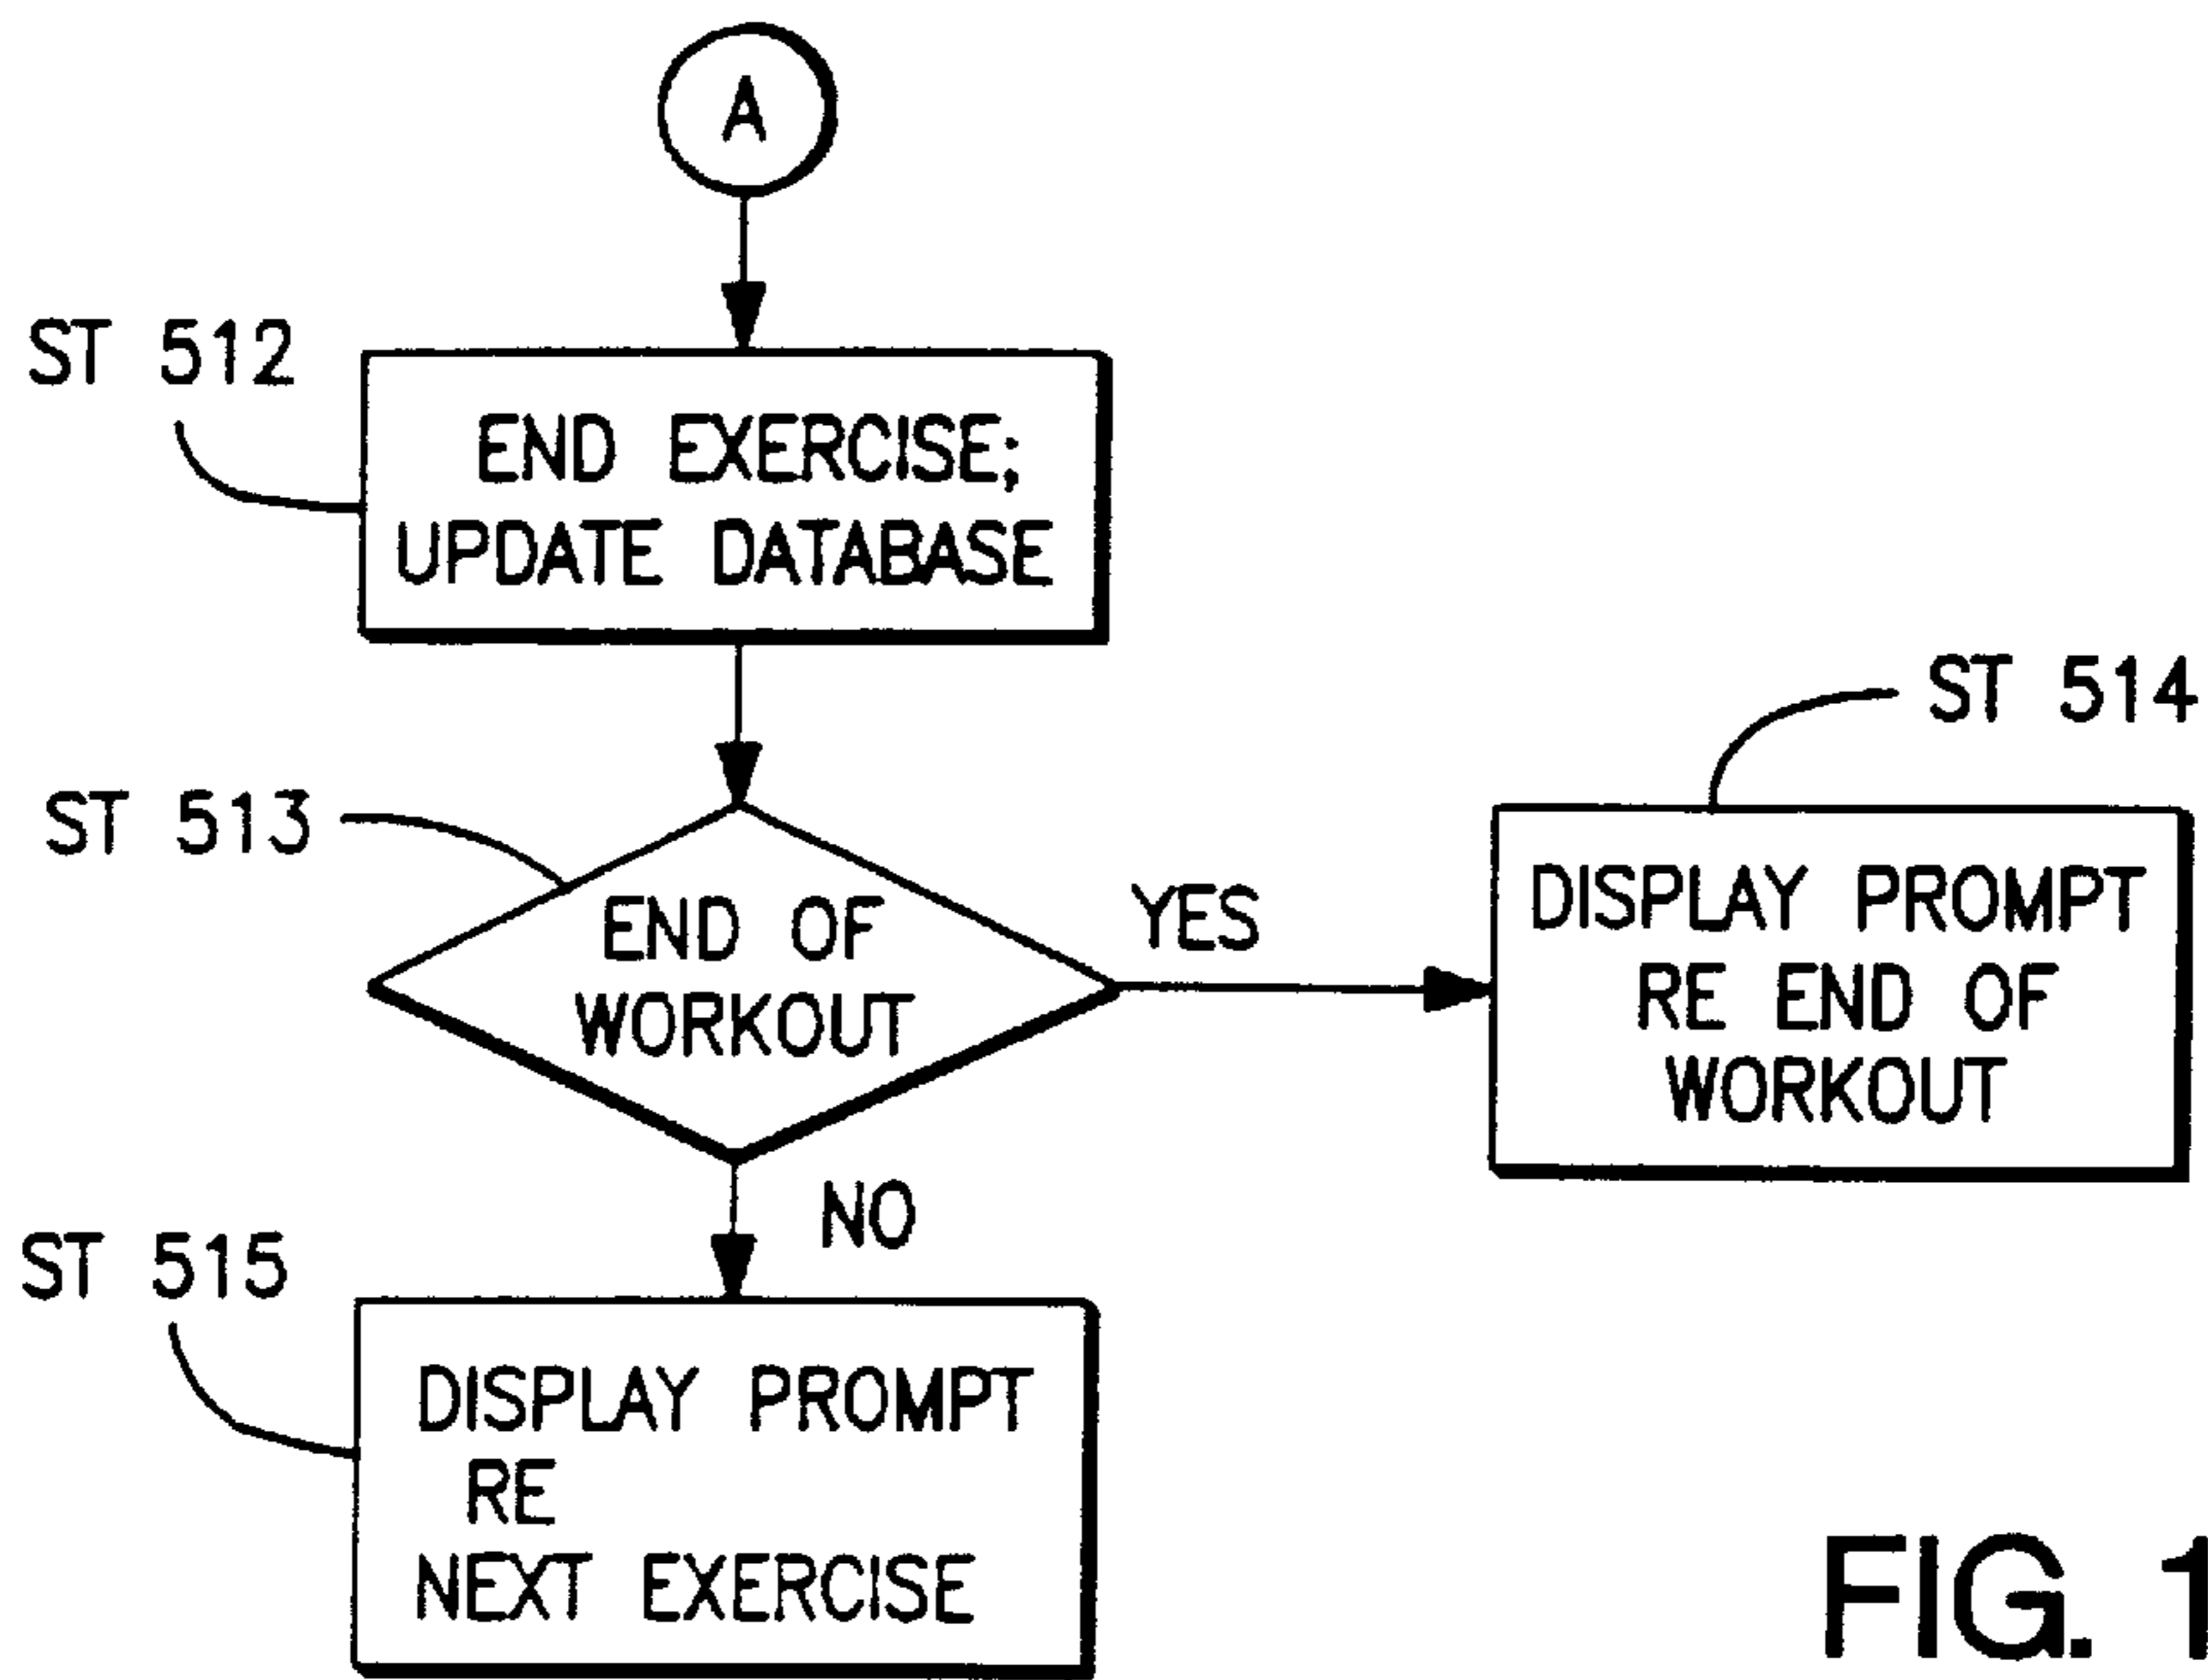 A
ST 512
END EXERCISE;
UPDATE DATABASE
ST 514
ST 513
END OF
WORKOUT
YES
DISPLAY PROMPT
RE END OF
WORKOUT
NO
ST 515
DISPLAY PROMPT
RE
NEXT EXERCISE
FIG. 1